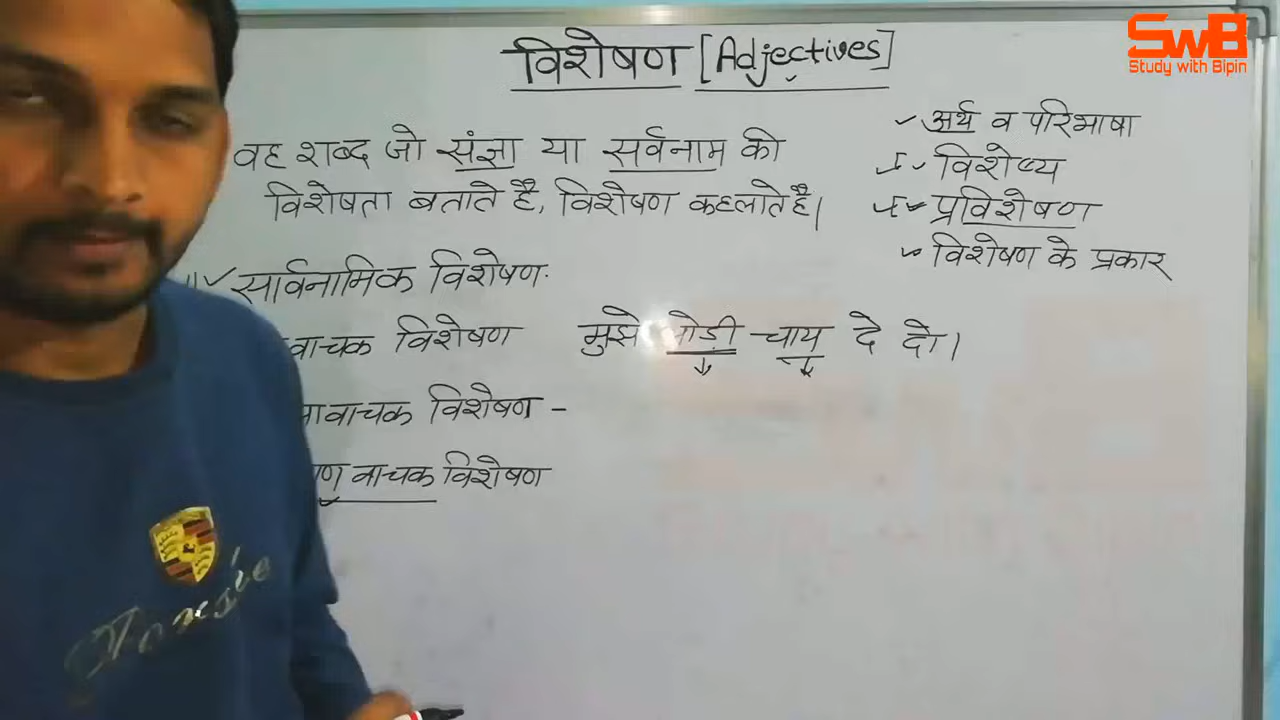 विशेषण [Adjectives]
वह शब्द जो संज्ञा या सर्वनाम की
विशेषता बताते है, विशेषण कहलाते है।
सार्वनामिक विशेषण
वाचक विशेषण
मुझे चाय दे दो।
वाचक विशेषण -
वाचक विशेषण
अर्थ व परिभाषा
विशेष्य
प्रविशेषण
विशेषण के प्रकार
SWB
Study with Bipin